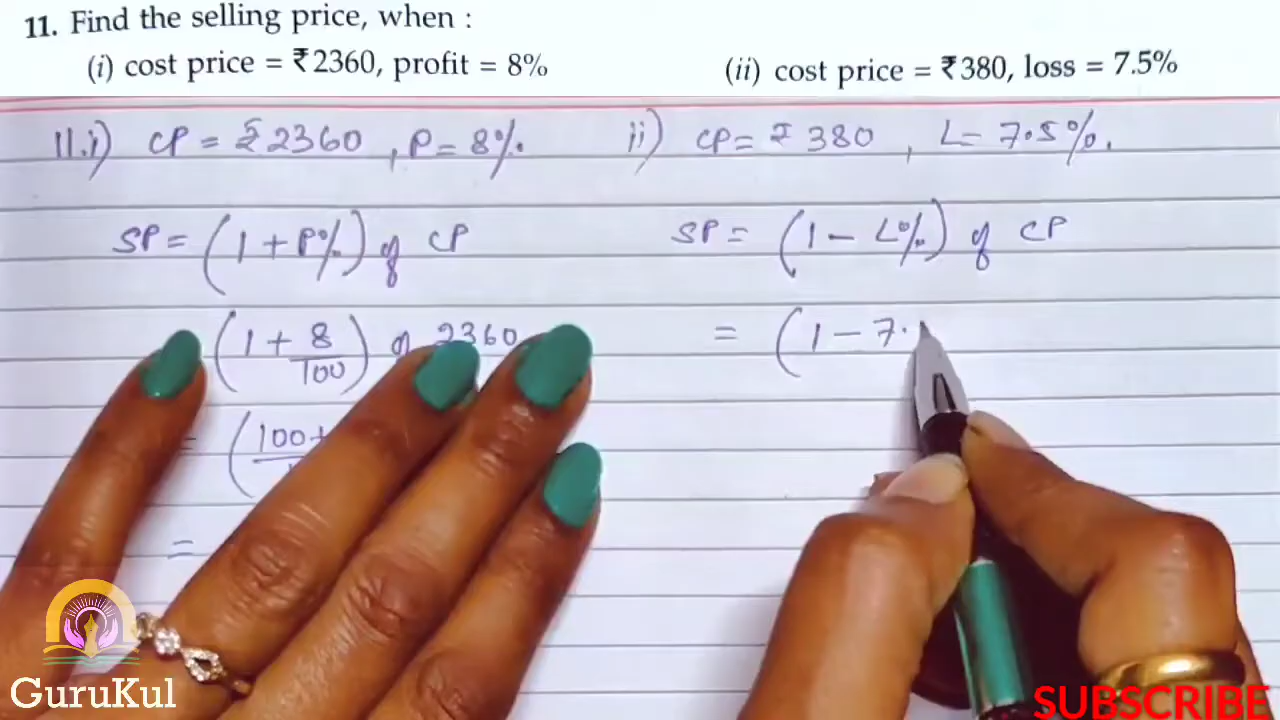 11. Find the selling price, when :
(i) cost price = ₹2360, profit = 8%
(ii) cost price = ₹380, loss = 7.5%
11.i) CP = ₹ 2360 , P = 8%.
SP = (1 + P%) of CP
(1 + 8/100) of 2360
= (100+
=
ii) CP = ₹ 380 , L = 7.5%.
SP = (1 - L%) of CP
= (1 - 7.
GuruKul
SUBSCRIBE